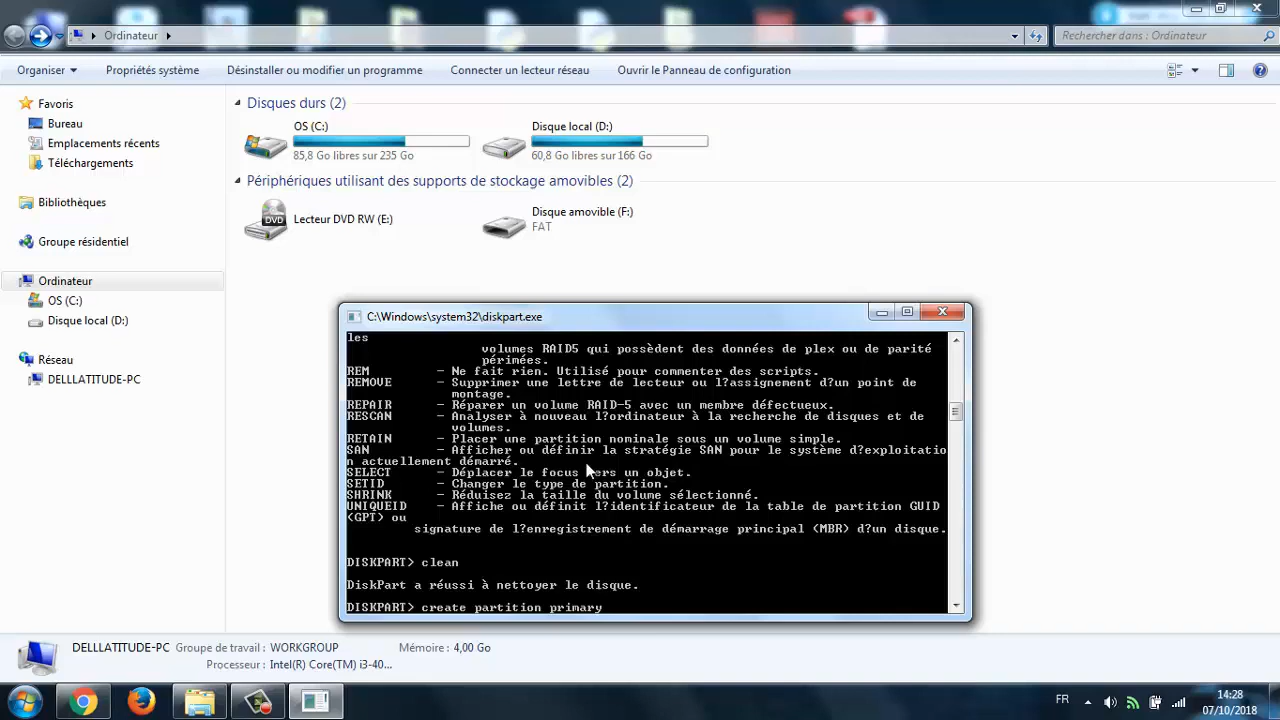 Ordinateur
Rechercher dans : Ordinateur
Organiser
Propriétés système
Désinstaller ou modifier un programme
Connecter un lecteur réseau
Ouvrir le Panneau de configuration
Favoris
Bureau
Emplacements récents
Téléchargements
Bibliothèques
Groupe résidentiel
Ordinateur
OS (C:)
Disque local (D:)
Réseau
DELLLATITUDE-PC
Disques durs (2)
OS (C:)
85,8 Go libres sur 235 Go
Disque local (D:)
60,8 Go libres sur 166 Go
Périphériques utilisant des supports de stockage amovibles (2)
DVD
Lecteur DVD RW (E:)
Disque amovible (F:)
FAT
C:\Windows\system32\diskpart.exe
les
volumes RAID5 qui possèdent des données de plex ou de parité
périmées.
REM - Ne fait rien. Utilisé pour commenter des scripts.
REMOVE - Supprimer une lettre de lecteur ou l?assignement d?un point de
montage.
REPAIR - Réparer un volume RAID-5 avec un membre défectueux.
RESCAN - Analyser à nouveau l?ordinateur à la recherche de disques et de
volumes.
RETAIN - Placer une partition nominale sous un volume simple.
SAN - Afficher ou définir la stratégie SAN pour le système d?exploitatio
n actuellement démarré.
SELECT - Déplacer le focus vers un objet.
SETID - Changer le type de partition.
SHRINK - Réduisez la taille du volume sélectionné.
UNIQUEID - Affiche ou définit l?identificateur de la table de partition GUID
(GPT) ou
signature de l?enregistrement de démarrage principal (MBR) d?un disque.
DISKPART> clean
DiskPart a réussi à nettoyer le disque.
DISKPART> create partition primary
DELLLATITUDE-PC Groupe de travail : WORKGROUP Mémoire : 4,00 Go
Processeur : Intel(R) Core(TM) i3-40...
FR
14:28
07/10/2018